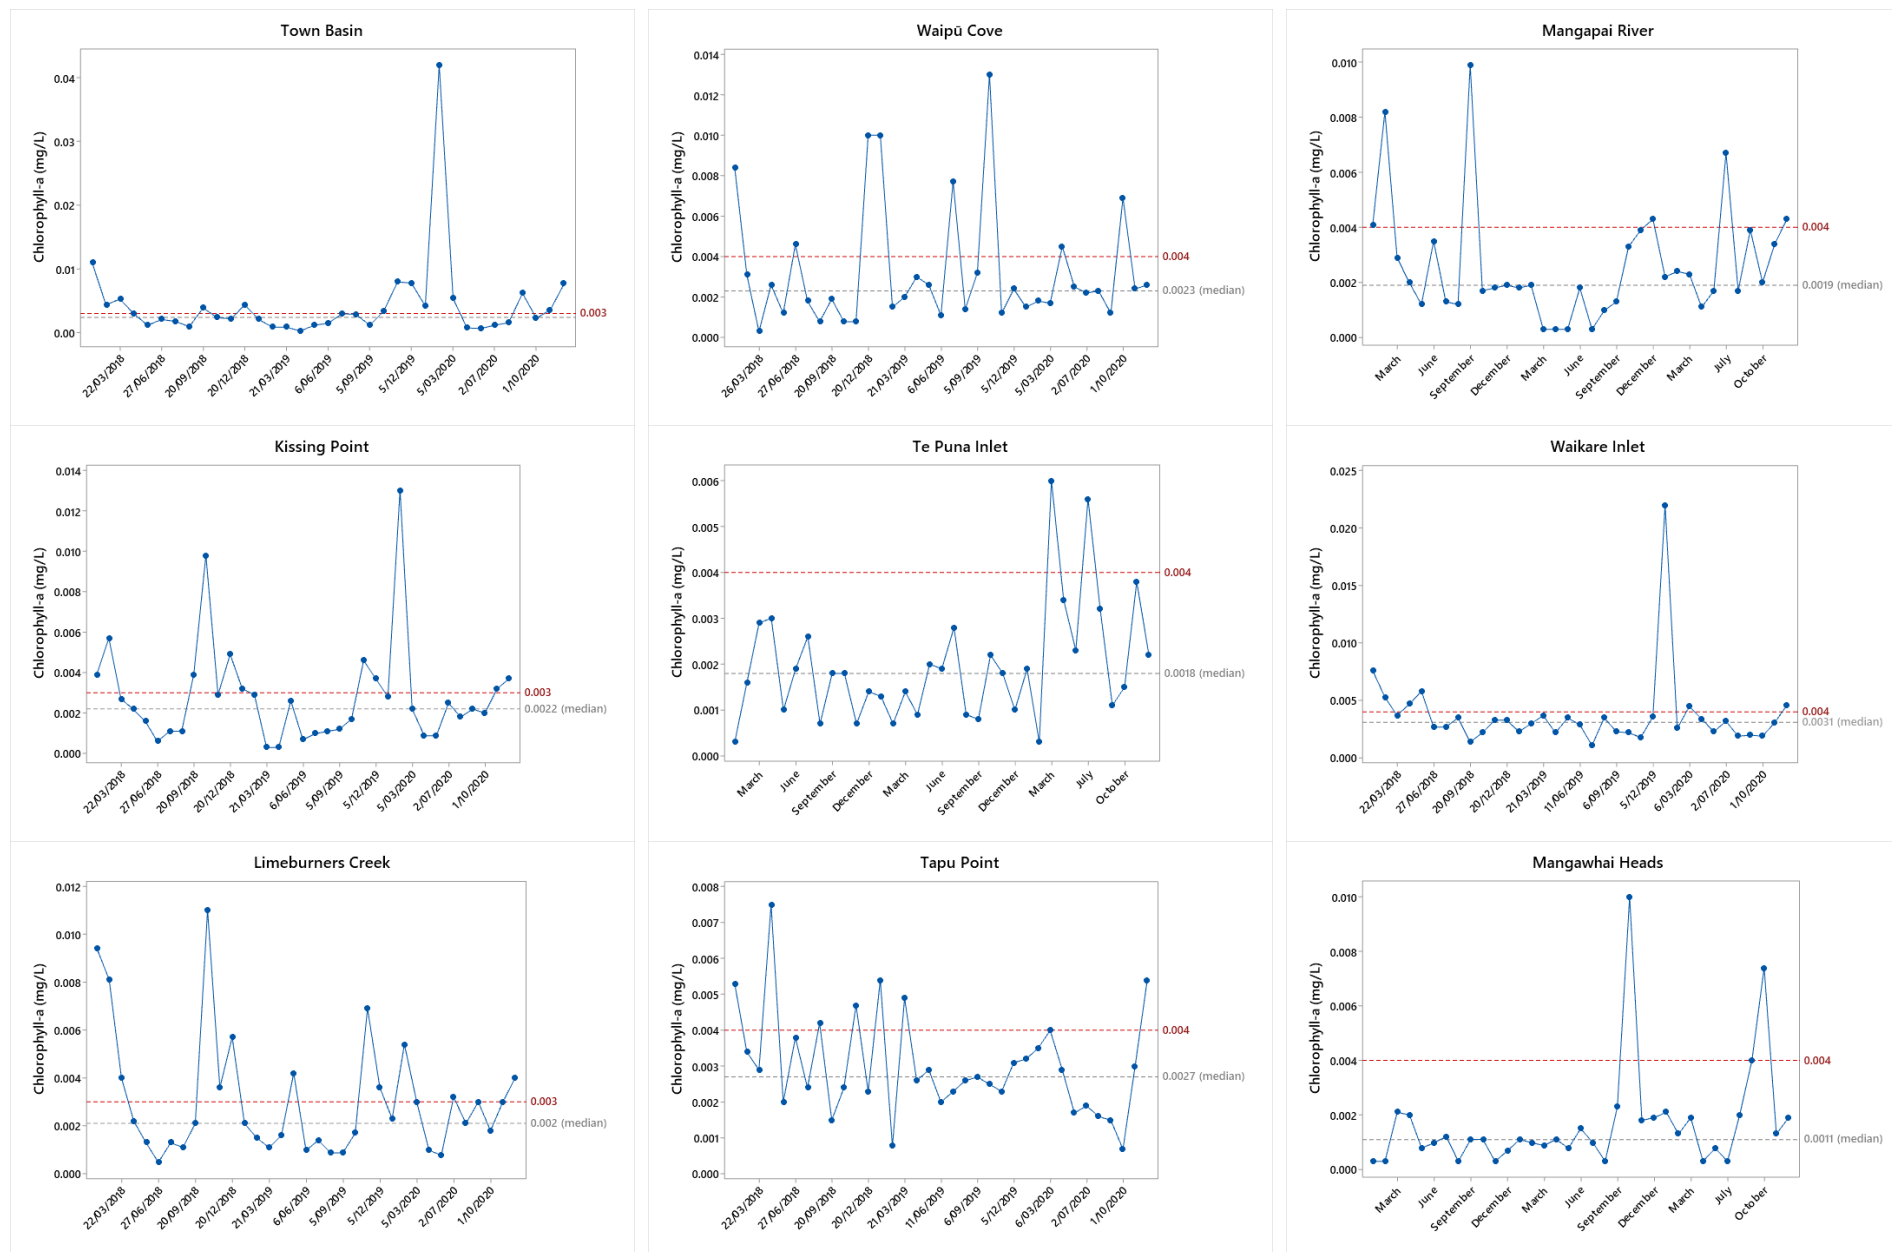 Town Basin
Chlorophyll-a (mg/L)
0.04
0.03
0.02
0.01
0.00
0.003
22/03/2018
27/06/2018
20/09/2018
20/12/2018
21/03/2019
6/06/2019
5/09/2019
5/12/2019
5/03/2020
2/07/2020
1/10/2020
Waipū Cove
Chlorophyll-a (mg/L)
0.014
0.012
0.010
0.008
0.006
0.004
0.002
0.000
0.004
0.0023 (median)
26/03/2018
27/06/2018
20/09/2018
20/12/2018
21/03/2019
6/06/2019
5/09/2019
5/12/2019
5/03/2020
2/07/2020
1/10/2020
Mangapai River
Chlorophyll-a (mg/L)
0.010
0.008
0.006
0.004
0.002
0.000
0.004
0.0019 (median)
March
June
September
December
March
June
September
December
March
July
October
Kissing Point
Chlorophyll-a (mg/L)
0.014
0.012
0.010
0.008
0.006
0.004
0.002
0.000
0.003
0.0022 (median)
22/03/2018
27/06/2018
20/09/2018
20/12/2018
21/03/2019
6/06/2019
5/09/2019
5/12/2019
5/03/2020
2/07/2020
1/10/2020
Te Puna Inlet
Chlorophyll-a (mg/L)
0.006
0.005
0.004
0.003
0.002
0.001
0.000
0.004
0.0018 (median)
March
June
September
December
March
June
September
December
March
July
October
Waikare Inlet
Chlorophyll-a (mg/L)
0.025
0.020
0.015
0.010
0.005
0.000
0.004
0.0031 (median)
22/03/2018
27/06/2018
20/09/2018
20/12/2018
21/03/2019
11/06/2019
6/09/2019
5/12/2019
6/03/2020
2/07/2020
1/10/2020
Limeburners Creek
Chlorophyll-a (mg/L)
0.012
0.010
0.008
0.006
0.004
0.002
0.000
0.003
0.002 (median)
22/03/2018
27/06/2018
20/09/2018
20/12/2018
21/03/2019
6/06/2019
5/09/2019
5/12/2019
5/03/2020
2/07/2020
1/10/2020
Tapu Point
Chlorophyll-a (mg/L)
0.008
0.007
0.006
0.005
0.004
0.003
0.002
0.001
0.000
0.004
0.0027 (median)
22/03/2018
27/06/2018
20/09/2018
20/12/2018
21/03/2019
11/06/2019
6/09/2019
5/12/2019
6/03/2020
2/07/2020
1/10/2020
Mangawhai Heads
Chlorophyll-a (mg/L)
0.010
0.008
0.006
0.004
0.002
0.000
0.004
0.0011 (median)
March
June
September
December
March
June
September
December
March
July
October